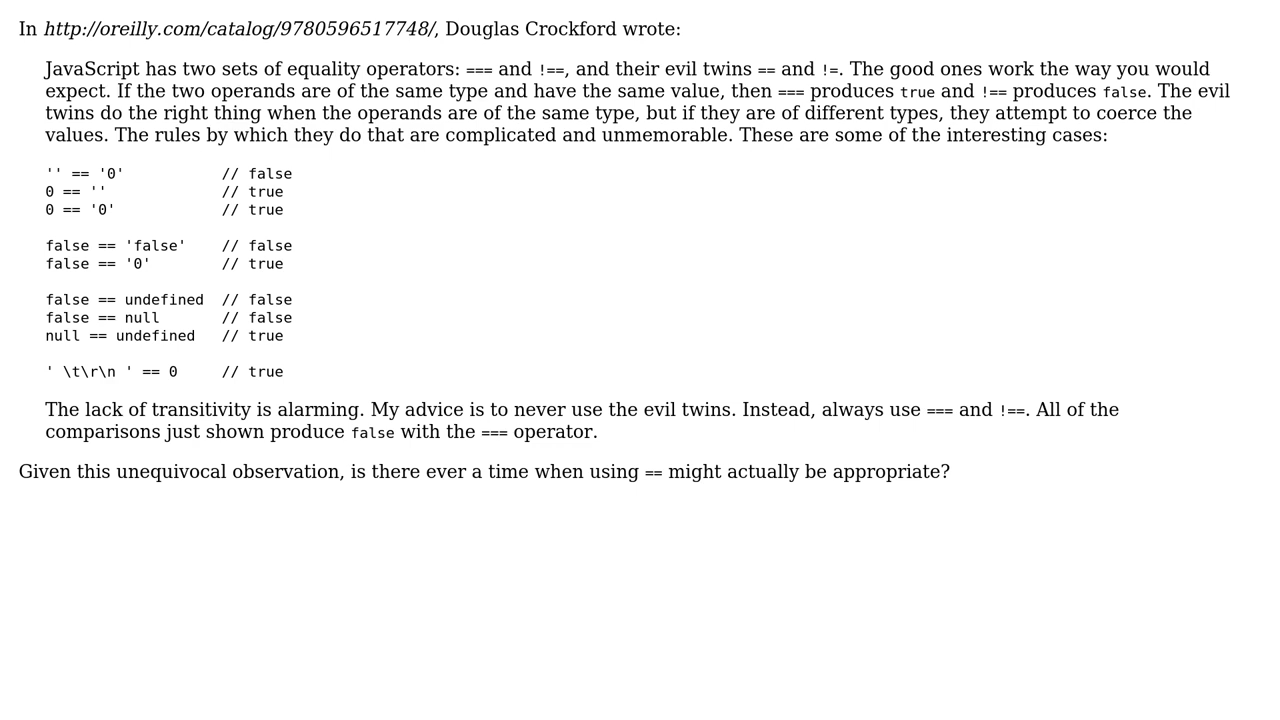 In http://oreilly.com/catalog/9780596517748/, Douglas Crockford wrote:
JavaScript has two sets of equality operators: === and !==, and their evil twins == and !=. The good ones work the way you would
expect. If the two operands are of the same type and have the same value, then === produces true and !== produces false. The evil
twins do the right thing when the operands are of the same type, but if they are of different types, they attempt to coerce the
values. The rules by which they do that are complicated and unmemorable. These are some of the interesting cases:
'' == '0'           // false
0 == ''             // true
0 == '0'            // true
false == 'false'    // false
false == '0'        // true
false == undefined  // false
false == null       // false
null == undefined   // true
' \t\r\n ' == 0     // true
The lack of transitivity is alarming. My advice is to never use the evil twins. Instead, always use === and !==. All of the
comparisons just shown produce false with the === operator.
Given this unequivocal observation, is there ever a time when using == might actually be appropriate?